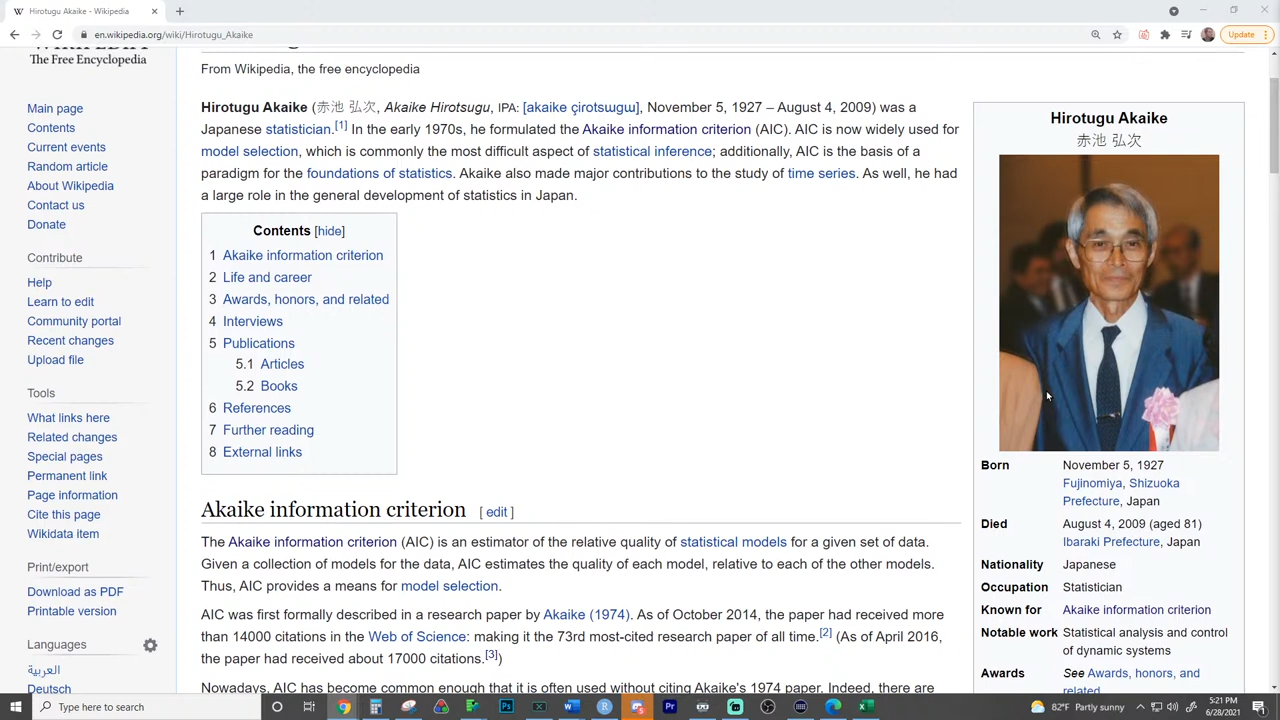 Hirotugu Akaike - Wikipedia
en.wikipedia.org/wiki/Hirotugu_Akaike
Update
The Free Encyclopedia
Main page
Contents
Current events
Random article
About Wikipedia
Contact us
Donate
Contribute
Help
Learn to edit
Community portal
Recent changes
Upload file
Tools
What links here
Related changes
Special pages
Permanent link
Page information
Cite this page
Wikidata item
Print/export
Download as PDF
Printable version
Languages
العربية
Deutsch
From Wikipedia, the free encyclopedia
Hirotugu Akaike (赤池 弘次, Akaike Hirotsugu, IPA: [akaike çiɾotsɯɡɯ], November 5, 1927 – August 4, 2009) was a
Japanese statistician.[1] In the early 1970s, he formulated the Akaike information criterion (AIC). AIC is now widely used for
model selection, which is commonly the most difficult aspect of statistical inference; additionally, AIC is the basis of a
paradigm for the foundations of statistics. Akaike also made major contributions to the study of time series. As well, he had
a large role in the general development of statistics in Japan.
Contents [hide]
1 Akaike information criterion
2 Life and career
3 Awards, honors, and related
4 Interviews
5 Publications
5.1 Articles
5.2 Books
6 References
7 Further reading
8 External links
Akaike information criterion [ edit ]
The Akaike information criterion (AIC) is an estimator of the relative quality of statistical models for a given set of data.
Given a collection of models for the data, AIC estimates the quality of each model, relative to each of the other models.
Thus, AIC provides a means for model selection.
AIC was first formally described in a research paper by Akaike (1974). As of October 2014, the paper had received more
than 14000 citations in the Web of Science: making it the 73rd most-cited research paper of all time.[2] (As of April 2016,
the paper had received about 17000 citations.[3])
Nowadays, AIC has become common enough that it is often used without citing Akaike's 1974 paper. Indeed, there are
Hirotugu Akaike
赤池 弘次
Born November 5, 1927
Fujinomiya, Shizuoka
Prefecture, Japan
Died August 4, 2009 (aged 81)
Ibaraki Prefecture, Japan
Nationality Japanese
Occupation Statistician
Known for Akaike information criterion
Notable work Statistical analysis and control
of dynamic systems
Awards See Awards, honors, and
related
Type here to search
82°F Partly sunny
5:21 PM
6/28/2021